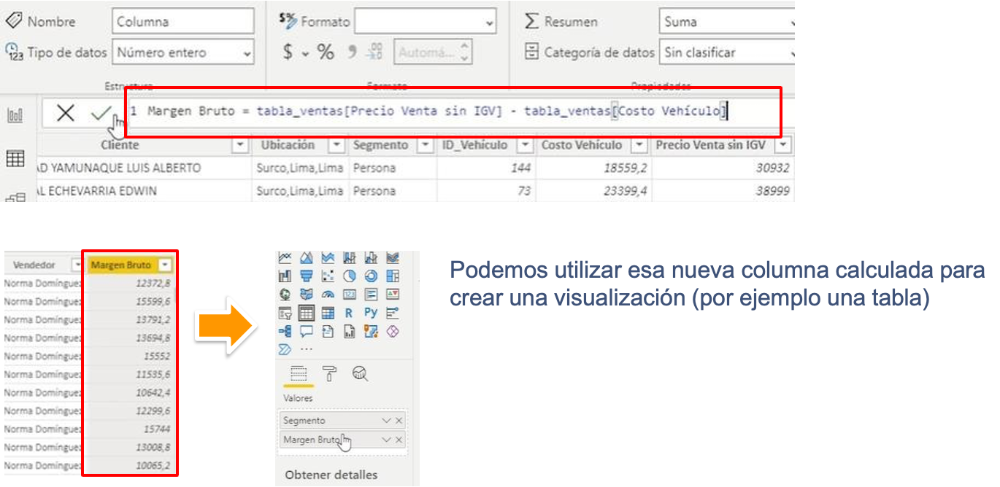 Nombre Columna $% Formato Σ Resumen Suma
123 Tipo de datos Número entero $ % 9 .00 Automá... Categoría de datos Sin clasificar
Estructura Formato Propiedades
1 Margen Bruto = tabla_ventas[Precio Venta sin IGV] - tabla_ventas[Costo Vehículo]
Cliente Ubicación Segmento ID_Vehículo Costo Vehículo Precio Venta sin IGV
AD YAMUNAQUE LUIS ALBERTO Surco,Lima,Lima Persona 144 18559,2 30932
AL ECHEVARRIA EDWIN Surco,Lima,Lima Persona 73 23399,4 38999
Vendedor Margen Bruto
Norma Domínguez 12372,8
Norma Domínguez 15599,6
Norma Domínguez 13791,2
Norma Domínguez 13694,8
Norma Domínguez 15552
Norma Domínguez 11535,6
Norma Domínguez 10642,4
Norma Domínguez 12299,6
Norma Domínguez 15744
Norma Domínguez 13008,8
Norma Domínguez 10065,2
123
R Py
...
Valores
Segmento
Margen Bruto
Obtener detalles
Podemos utilizar esa nueva columna calculada para
crear una visualización (por ejemplo una tabla)